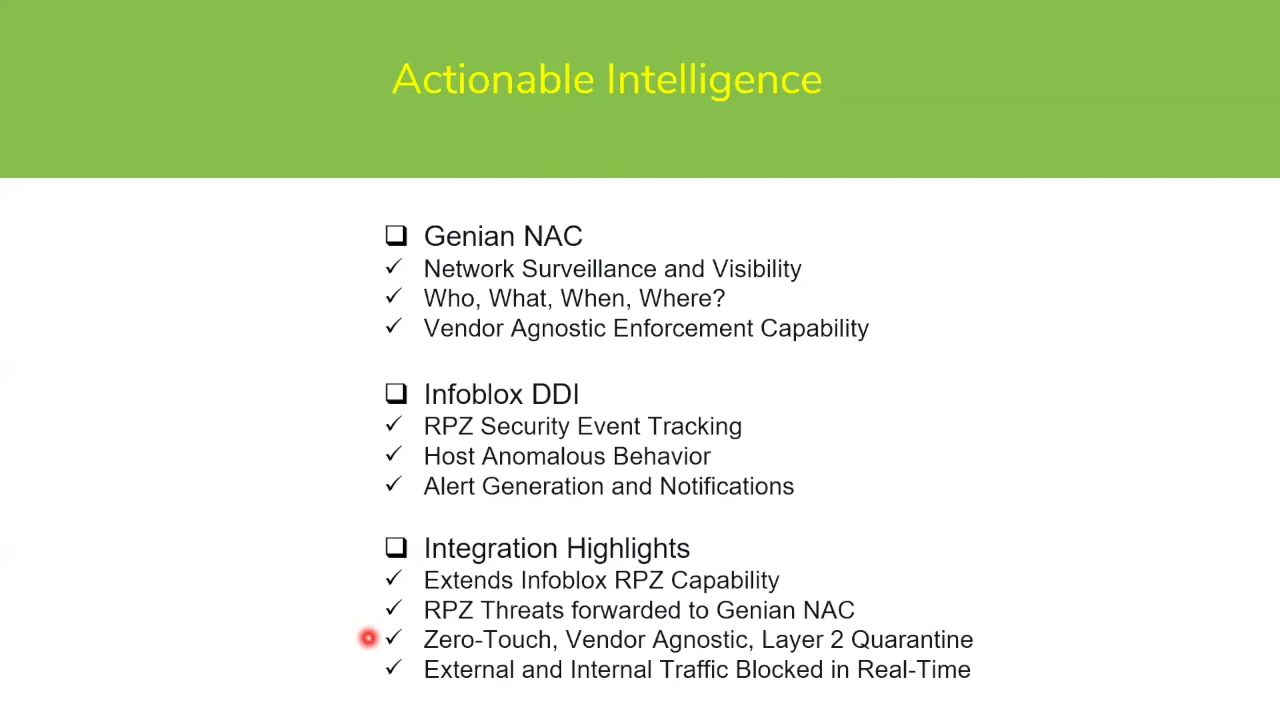 Actionable Intelligence
❑ Genian NAC
✓ Network Surveillance and Visibility
✓ Who, What, When, Where?
✓ Vendor Agnostic Enforcement Capability
❑ Infoblox DDI
✓ RPZ Security Event Tracking
✓ Host Anomalous Behavior
✓ Alert Generation and Notifications
❑ Integration Highlights
✓ Extends Infoblox RPZ Capability
✓ RPZ Threats forwarded to Genian NAC
✓ Zero-Touch, Vendor Agnostic, Layer 2 Quarantine
✓ External and Internal Traffic Blocked in Real-Time